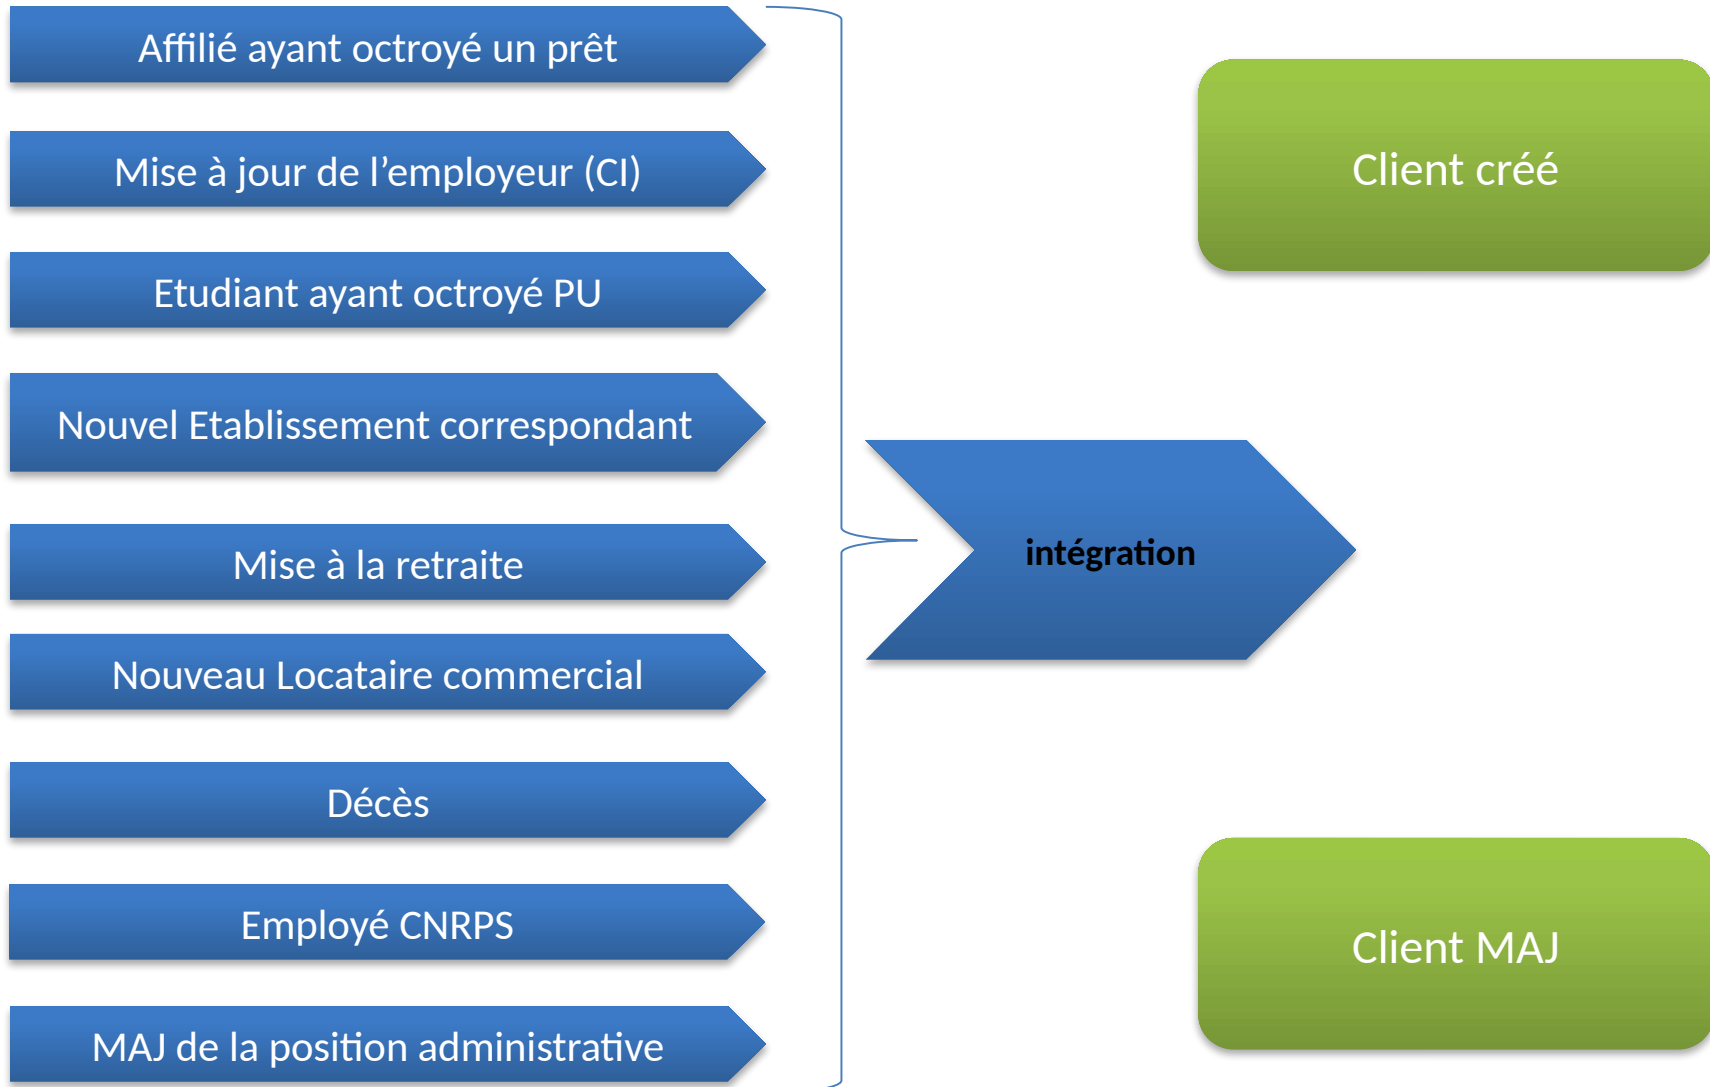 Affilié ayant octroyé un prêt
Mise à jour de l’employeur (CI)
Etudiant ayant octroyé PU
Nouvel Etablissement correspondant
Mise à la retraite
Nouveau Locataire commercial
Décès
Employé CNRPS
MAJ de la position administrative
intégration
Client créé
Client MAJ